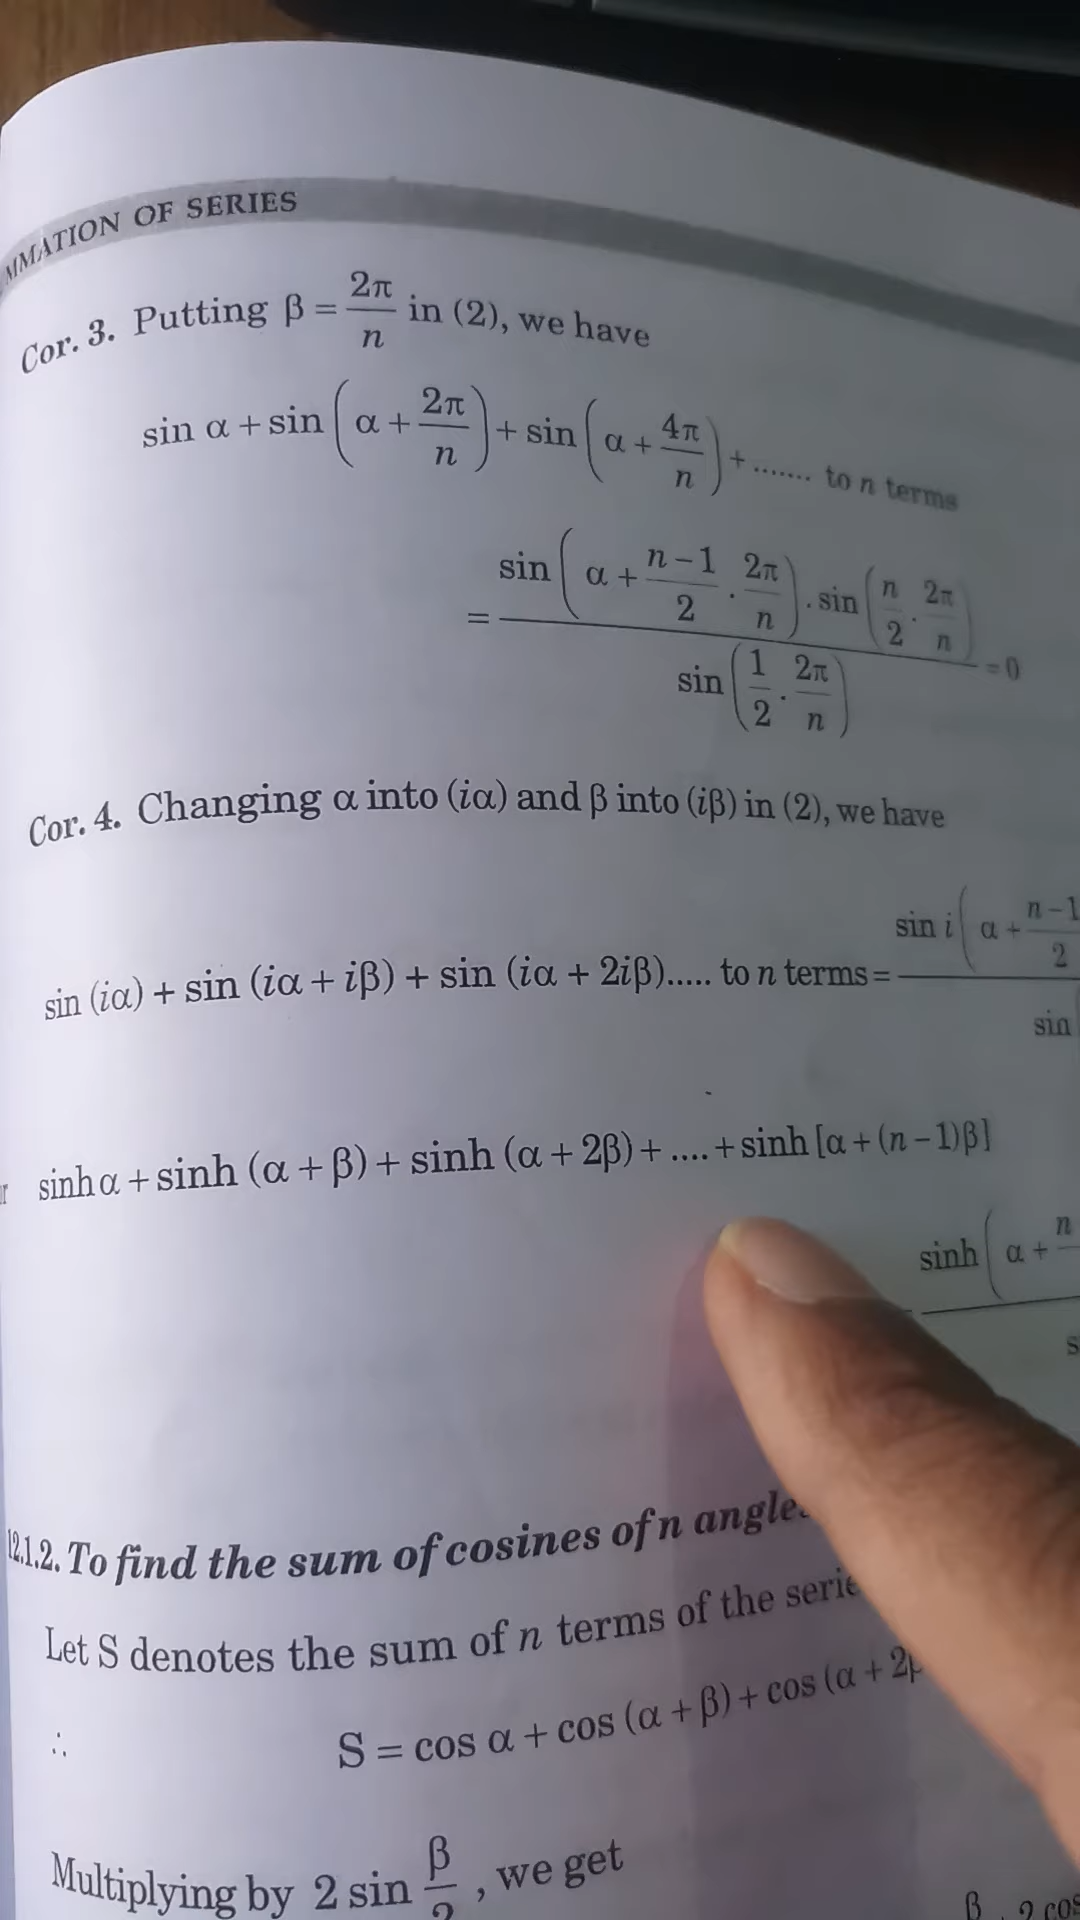 MMATION OF SERIES
Cor. 3. Putting β = 2π/n in (2), we have
sin α + sin (α + 2π/n) + sin (α + 4π/n) + ....... to n terms
= sin (α + n – 1/2 . 2π/n) . sin (n/2 . 2π/n) / sin (1/2 . 2π/n) = 0
Cor. 4. Changing α into (iα) and β into (iβ) in (2), we have
sin (iα) + sin (iα + iβ) + sin (iα + 2iβ)..... to n terms = sin i (α + n – 1/2 / sin
sinh α + sinh (α + β) + sinh (α + 2β) + .... + sinh [α + (n – 1)β]
sinh (α + n
12.1.2. To find the sum of cosines of n angle
Let S denotes the sum of n terms of the serie
∴ S = cos α + cos (α + β) + cos (α + 2
Multiplying by 2 sin β/2 , we get
β . 2 cos